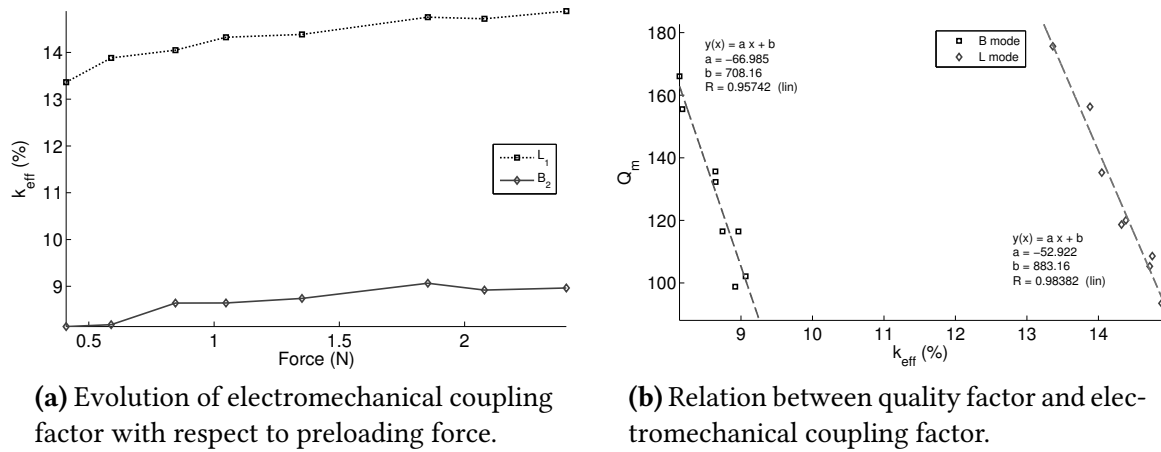 14
13
12
11
10
9
k_eff (%)
L_1
B_2
0.5 1 1.5 2
Force (N)
180
160
140
120
100
Q_m
y(x) = a x + b
a = −66.985
b = 708.16
R = 0.95742 (lin)
B mode
L mode
y(x) = a x + b
a = −52.922
b = 883.16
R = 0.98382 (lin)
9 10 11 12 13 14
k_eff (%)
(a) Evolution of electromechanical coupling
factor with respect to preloading force.
(b) Relation between quality factor and elec-
tromechanical coupling factor.